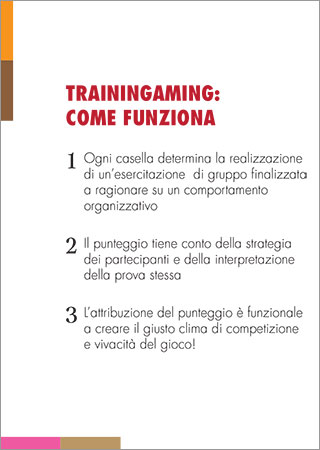 TRAININGAMING:
COME FUNZIONA
1 Ogni casella determina la realizzazione
di un'esercitazione di gruppo finalizzata
a ragionare su un comportamento
organizzativo
2 Il punteggio tiene conto della strategia
dei partecipanti e della interpretazione
della prova stessa
3 L'attribuzione del punteggio è funzionale
a creare il giusto clima di competizione
e vivacità del gioco!